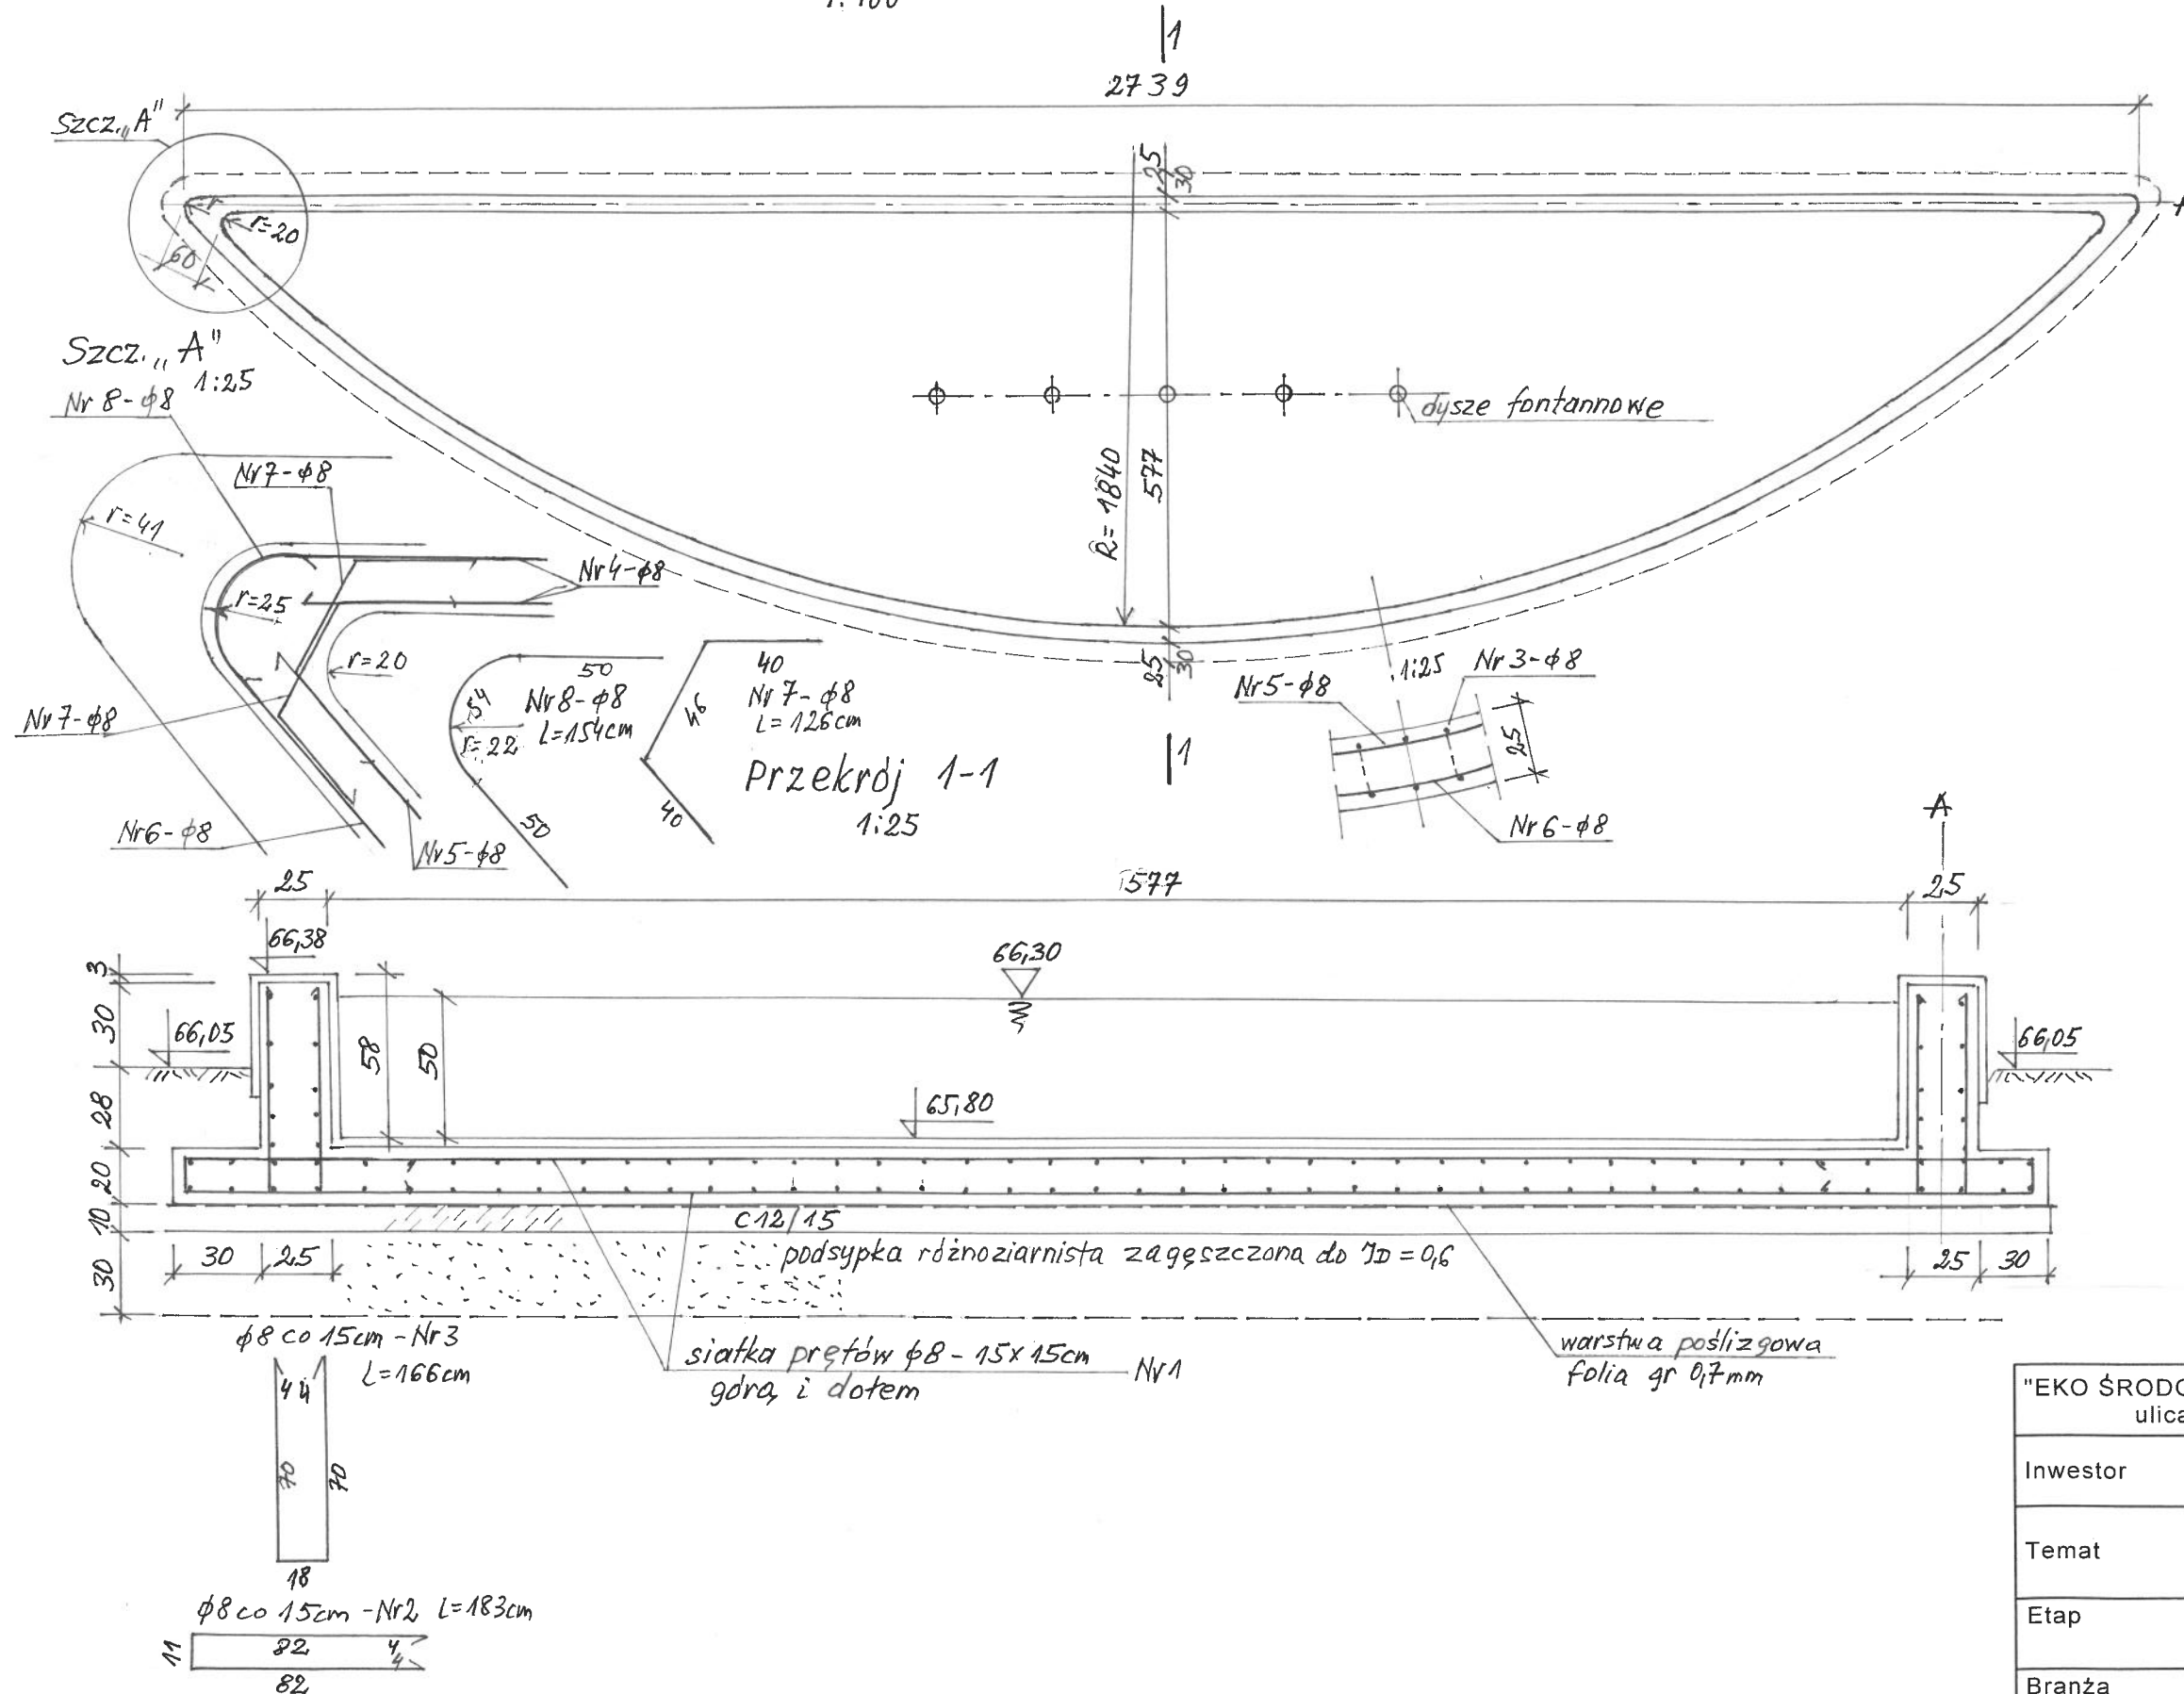 1
2739
Szcz. „A"
25
30
r
r=20
60
Szcz. „A"
1:25
Nr 8-ϕ8
Nr7-ϕ8
r=41
r=25
Nr4-ϕ8
r=20
Nr7-ϕ8
Nr6-ϕ8
Nr5-ϕ8
50
54
Nr8-ϕ8
L=154cm
r=22
50
40
Nr 7-ϕ8
L=126cm
46
40
R=1840
577
dysze fontannowe
25
30
1
1:25
Nr 3-ϕ8
Nr5-ϕ8
25
Nr6-ϕ8
Przekrój 1-1
1:25
A
25
577
25
66,38
66,30
3
30
66,05
58
50
66,05
28
65,80
20
10
C12/15
30
30
25
podsypka różnoziarnista zagęszczona do ID=0,6
25
30
ϕ8 co 15cm-Nr3
L=166cm
4 4
siatka prętów ϕ8-15x15cm
Nr1
górą i dołem
warstwa poślizgowa
folia gr 0,7mm
70
70
18
ϕ8 co 15cm-Nr2 L=183cm
11
82
4
4
82
"EKO ŚRODO
ulica
Inwestor
Temat
Etap
Branża